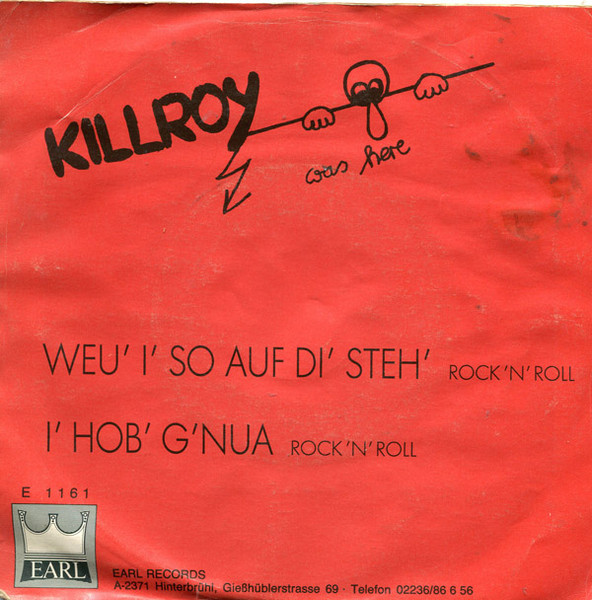 KILLROY
was here
WEU' I' SO AUF DI' STEH' ROCK'N'ROLL
I' HOB' G'NUA ROCK'N'ROLL
E 1161
EARL
EARL RECORDS
A-2371 Hinterbrühl, Gießhüblerstrasse 69 - Telefon 02236/86 6 56